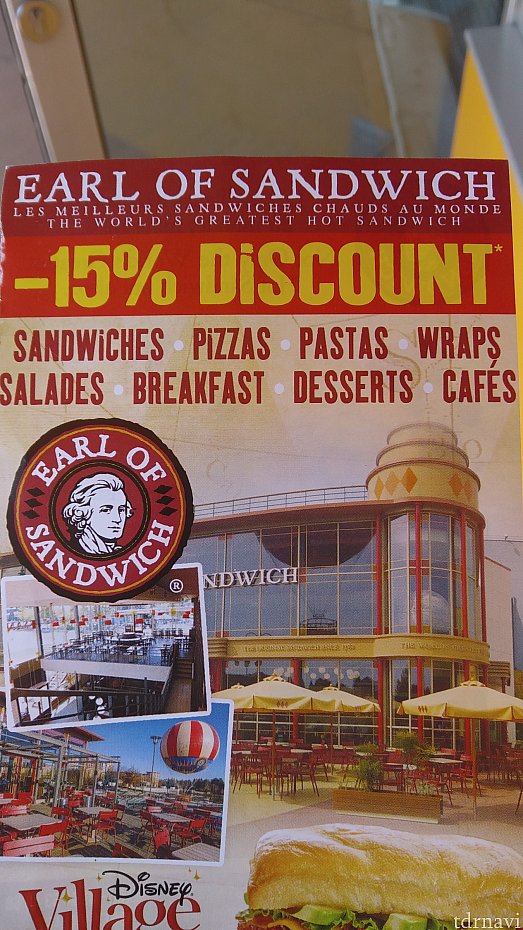 EARL OF SANDWICH
LES MEILLEURS SANDWICHES CHAUDS AU MONDE
THE WORLD'S GREATEST HOT SANDWICH
-15% DiSCOUNT*
SANDWiCHES • PiZZAS • PASTAS • WRAPS
SALADES • BREAKFAST • DESSERTS • CAFÉS
EARL OF
SANDWICH
®
NDWICH
Disney
Village
tdrnavi